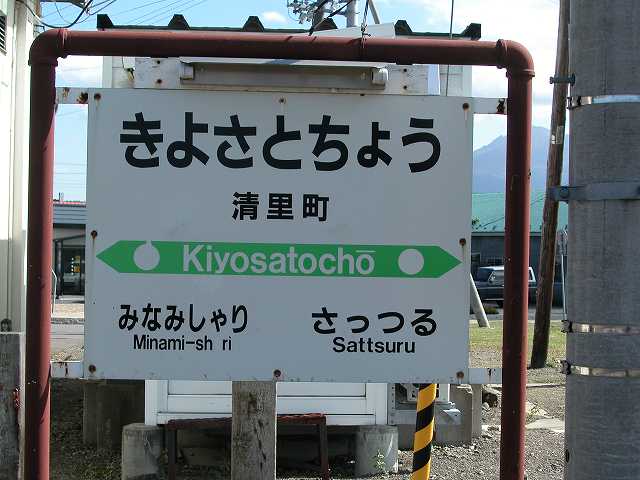 きよさとちょう
清里町
Kiyosatochō
みなみしゃり さっつる
Minami-sh ri Sattsuru